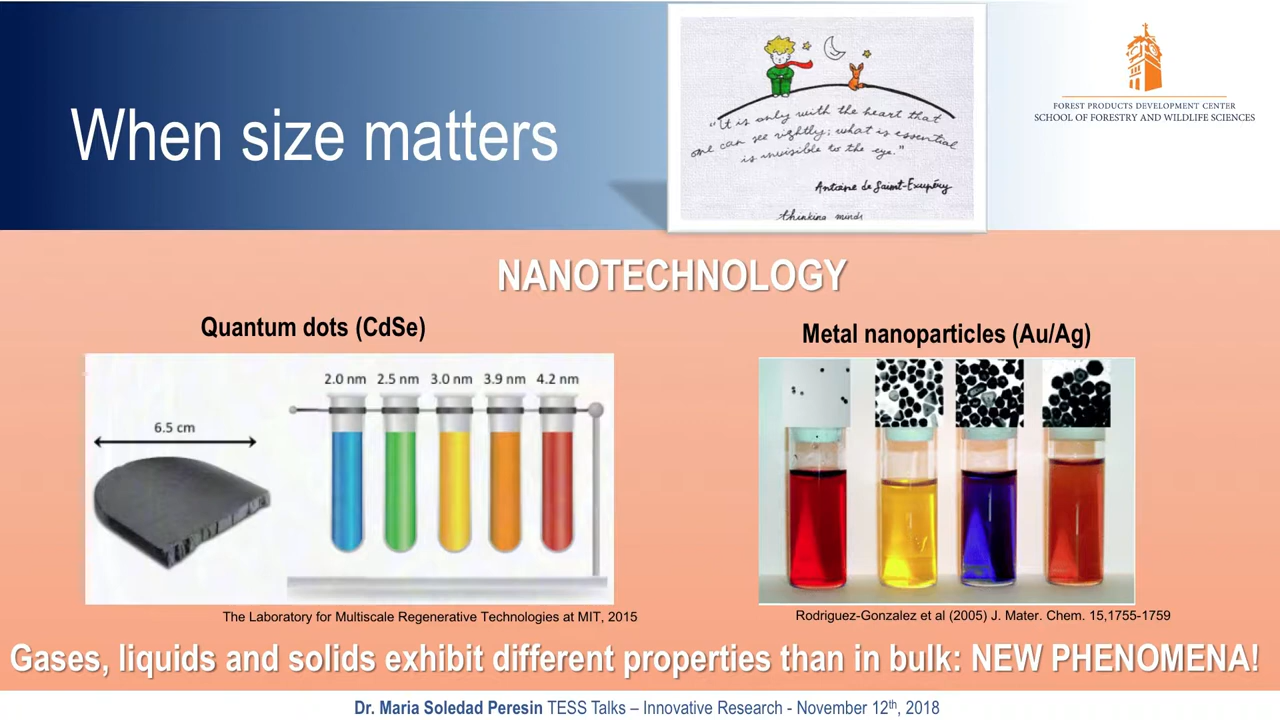 When size matters
"It is only with the heart that
one can see rightly; what is essential
is invisible to the eye."
Antoine de Saint-Exupéry
thinking minds
FOREST PRODUCTS DEVELOPMENT CENTER
SCHOOL OF FORESTRY AND WILDLIFE SCIENCES
NANOTECHNOLOGY
Quantum dots (CdSe)
Metal nanoparticles (Au/Ag)
2.0 nm 2.5 nm 3.0 nm 3.9 nm 4.2 nm
6.5 cm
The Laboratory for Multiscale Regenerative Technologies at MIT, 2015
Rodriguez-Gonzalez et al (2005) J. Mater. Chem. 15,1755-1759
Gases, liquids and solids exhibit different properties than in bulk: NEW PHENOMENA!
Dr. Maria Soledad Peresin TESS Talks – Innovative Research - November 12th, 2018